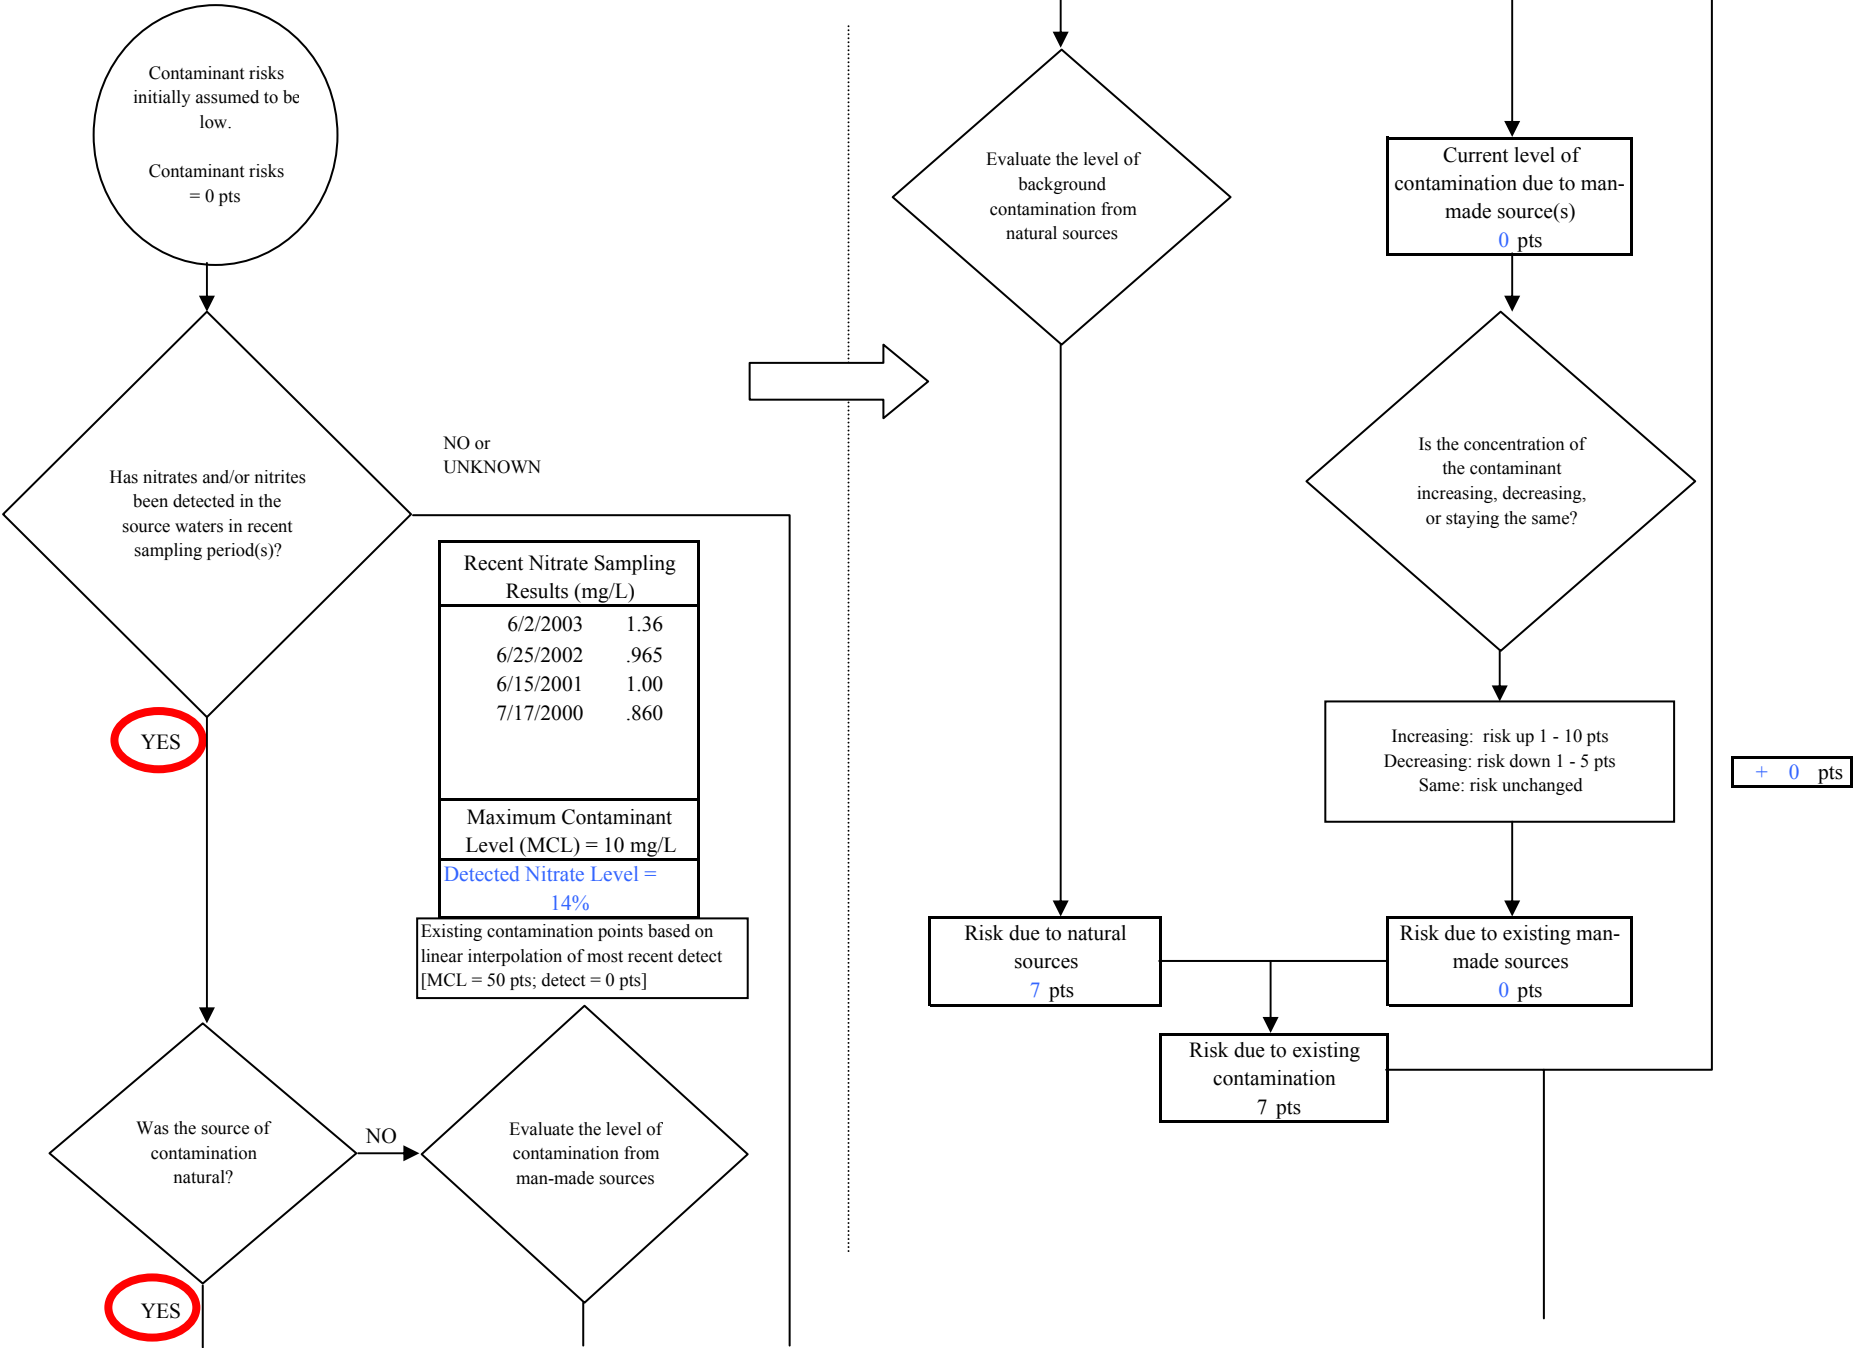 Contaminant risks
initially assumed to be
low.
Contaminant risks
= 0 pts
Has nitrates and/or nitrites
been detected in the
source waters in recent
sampling period(s)?
NO or
UNKNOWN
YES
Recent Nitrate Sampling
Results (mg/L)
6/2/2003 1.36
6/25/2002 .965
6/15/2001 1.00
7/17/2000 .860
Maximum Contaminant
Level (MCL) = 10 mg/L
Detected Nitrate Level =
14%
Existing contamination points based on
linear interpolation of most recent detect
[MCL = 50 pts; detect = 0 pts]
Was the source of
contamination
natural?
NO
Evaluate the level of
contamination from
man-made sources
YES
Evaluate the level of
background
contamination from
natural sources
Current level of
contamination due to man-
made source(s)
0 pts
Is the concentration of
the contaminant
increasing, decreasing,
or staying the same?
Increasing: risk up 1 - 10 pts
Decreasing: risk down 1 - 5 pts
Same: risk unchanged
+ 0 pts
Risk due to natural
sources
7 pts
Risk due to existing man-
made sources
0 pts
Risk due to existing
contamination
7 pts